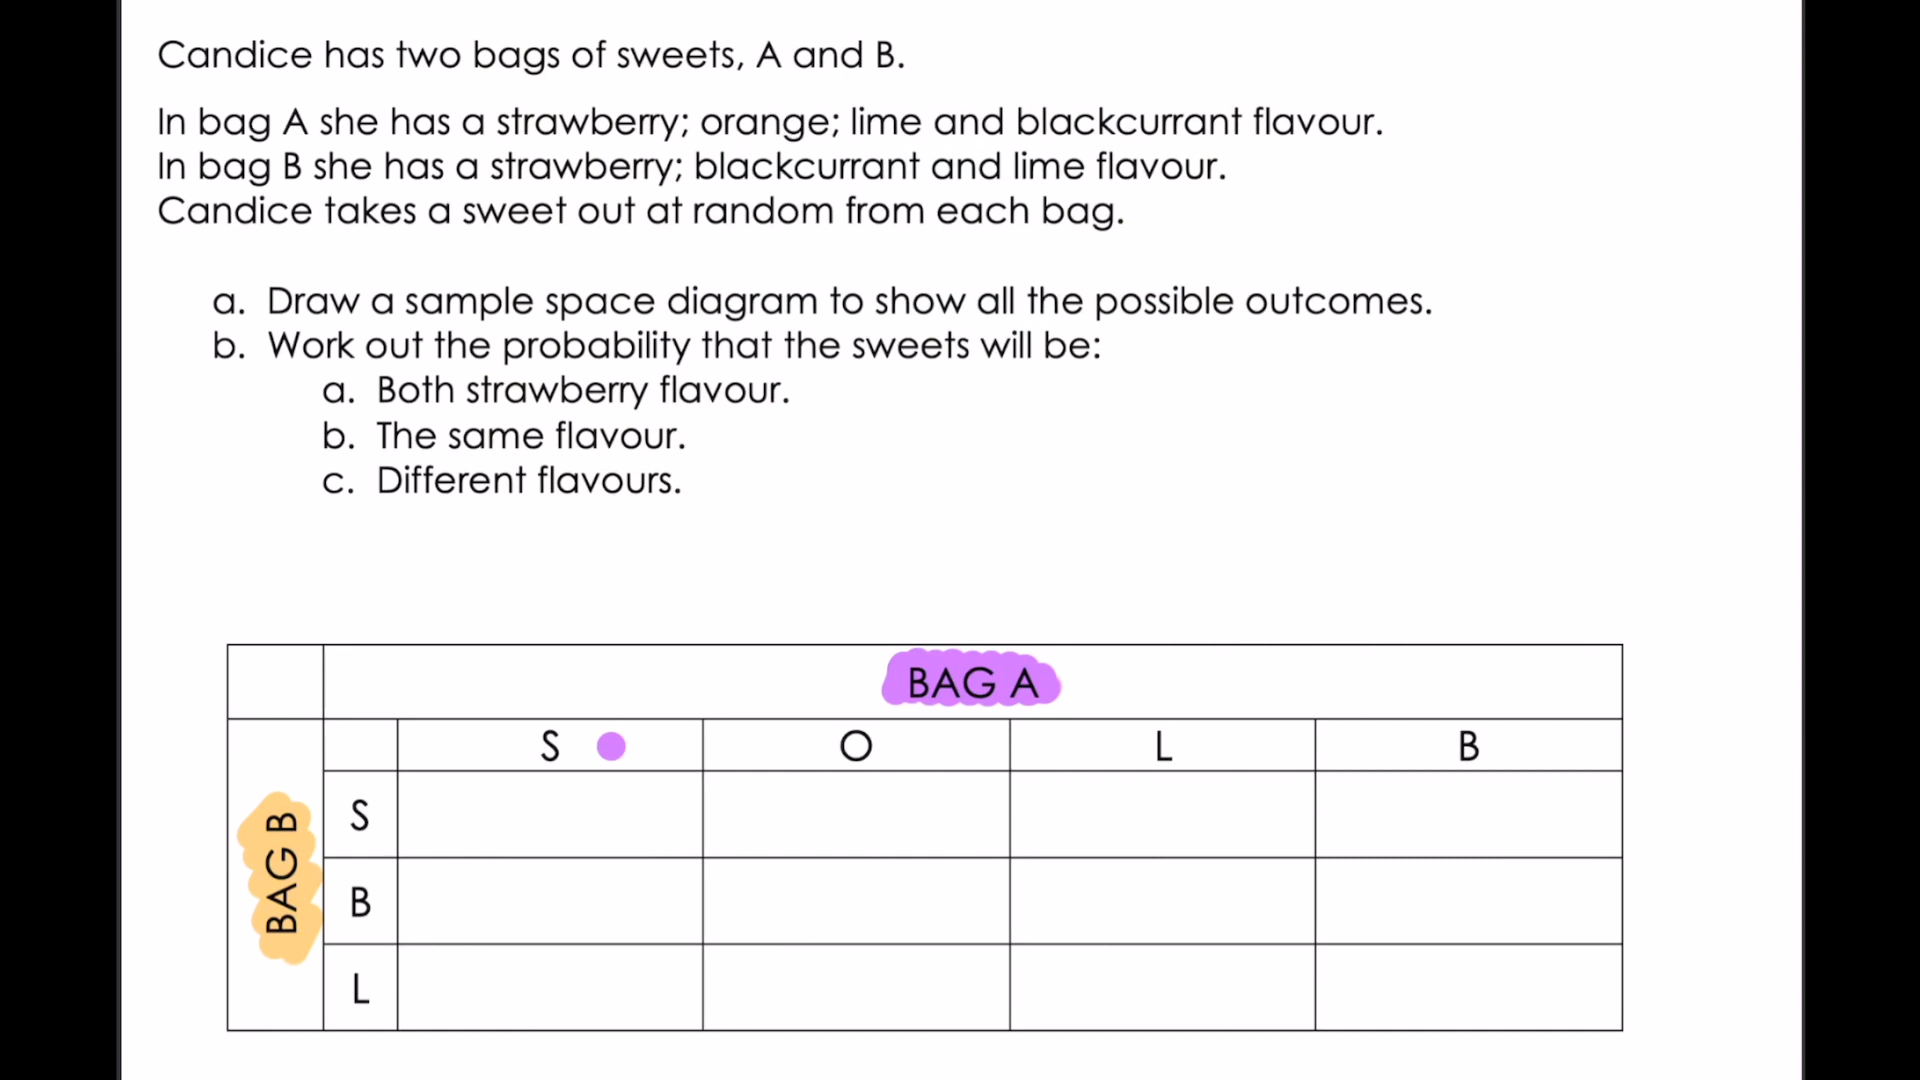 Candice has two bags of sweets, A and B.
In bag A she has a strawberry; orange; lime and blackcurrant flavour.
In bag B she has a strawberry; blackcurrant and lime flavour.
Candice takes a sweet out at random from each bag.
a. Draw a sample space diagram to show all the possible outcomes.
b. Work out the probability that the sweets will be:
a. Both strawberry flavour.
b. The same flavour.
c. Different flavours.
BAG A
S O L B
BAG B
S
B
L